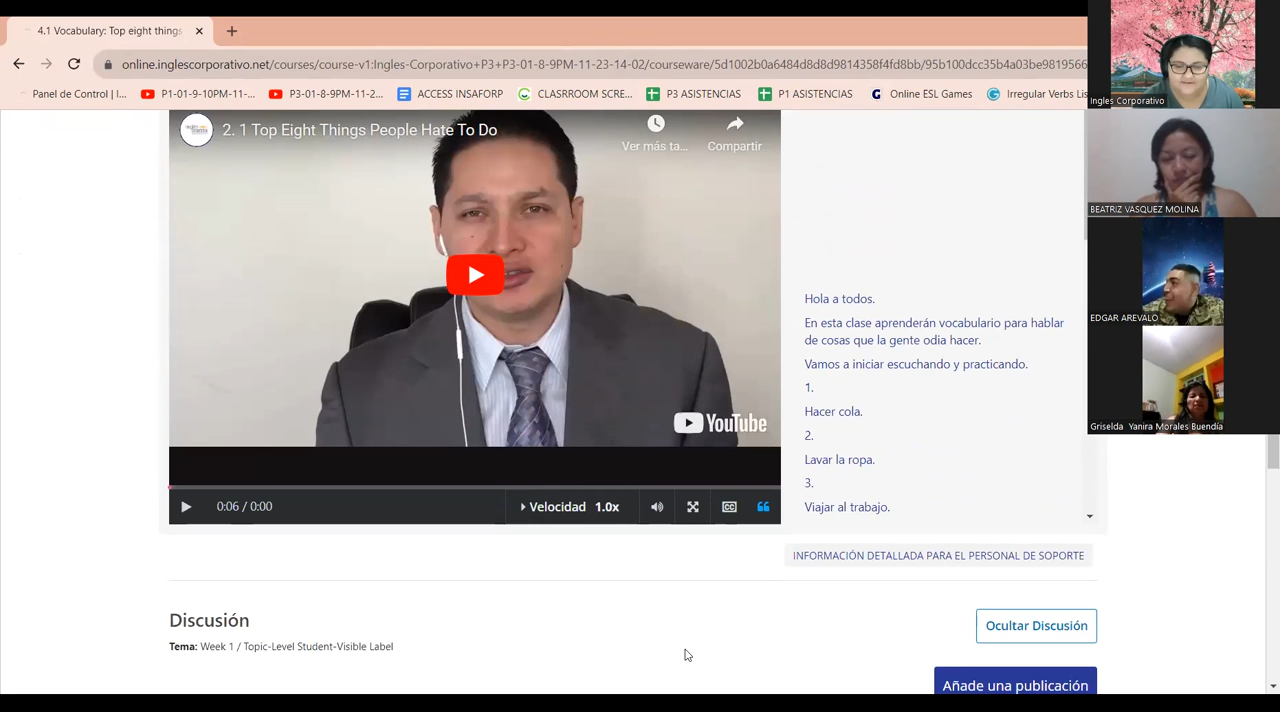 4.1 Vocabulary: Top eight things
online.inglescorporativo.net/courses/course-v1:Ingles-Corporativo+P3+P3-01-8-9PM-11-23-14-02/courseware/5d1002b0a6484d8d8d9814358f4fd8bb/95b100dcc35b4a03be9819566
Panel de Control | I...
P1-01-9-10PM-11-...
P3-01-8-9PM-11-2...
ACCESS INSAFORP
CLASRROOM SCRE...
P3 ASISTENCIAS
P1 ASISTENCIAS
Online ESL Games
Irregular Verbs Lis
Ingles Corporativo
BEATRIZ VASQUEZ MOLINA
EDGAR AREVALO
Griselda Yanira Morales Buendía
2. 1 Top Eight Things People Hate To Do
Ver más ta...
Compartir
YouTube
0:06 / 0:00
Velocidad 1.0x
Hola a todos.
En esta clase aprenderán vocabulario para hablar
de cosas que la gente odia hacer.
Vamos a iniciar escuchando y practicando.
1.
Hacer cola.
2.
Lavar la ropa.
3.
Viajar al trabajo.
INFORMACIÓN DETALLADA PARA EL PERSONAL DE SOPORTE
Discusión
Ocultar Discusión
Tema: Week 1 / Topic-Level Student-Visible Label
Añade una publicación